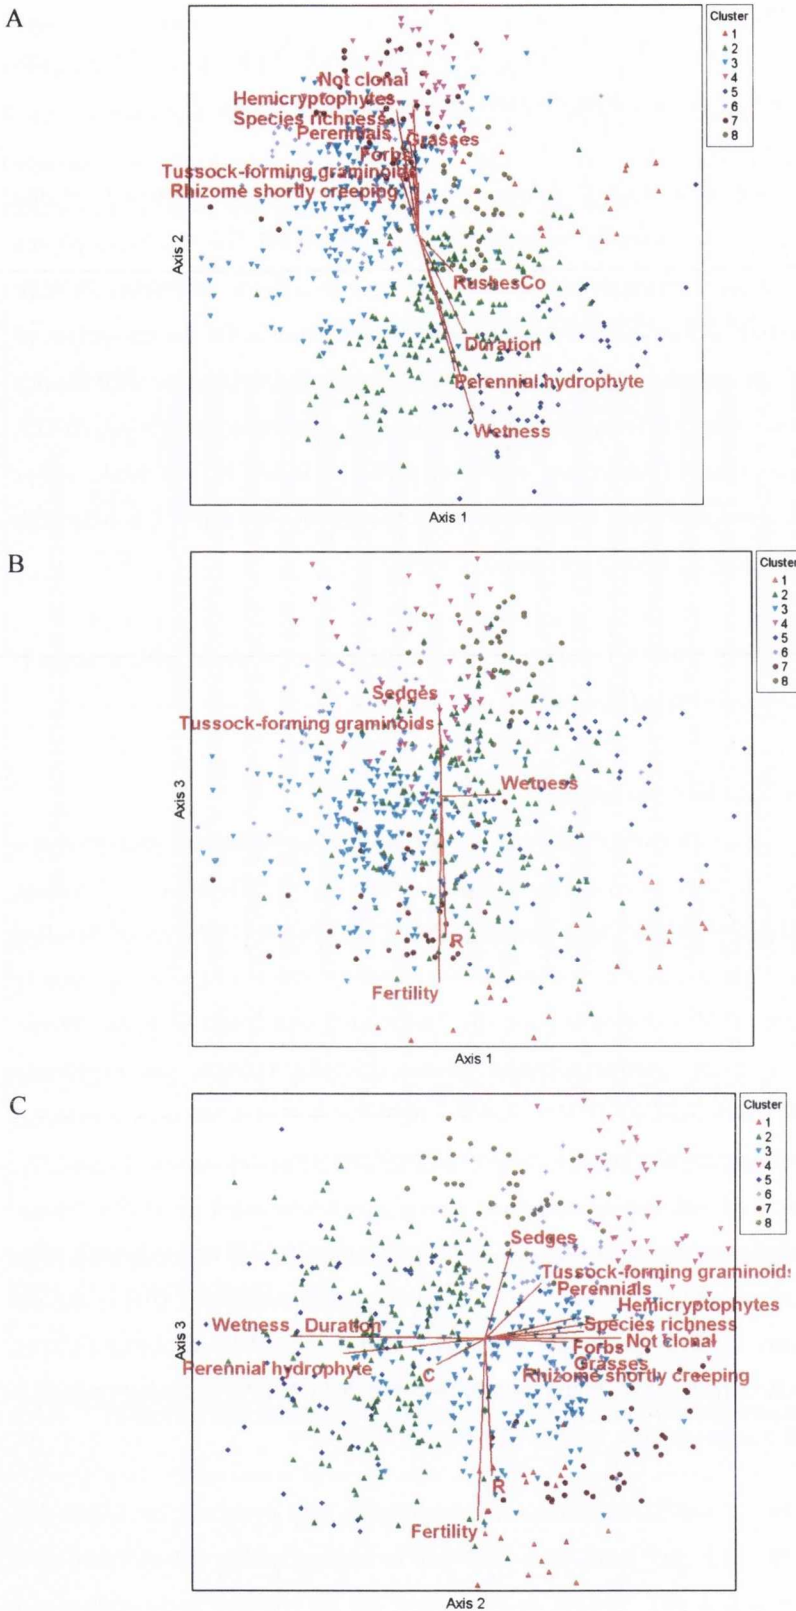 A
Cluster
1
2
3
4
5
6
7
8
Not clonal
Hemicryptophytes
Species richness
Perennials
Grasses
Forbs
Tussock-forming graminoids
Rhizome shortly creeping
RushesCo
Duration
Perennial hydrophyte
Wetness
Axis 2
Axis 1
B
Cluster
1
2
3
4
5
6
7
8
Sedges
Tussock-forming graminoids
Wetness
R
Fertility
Axis 3
Axis 1
C
Cluster
1
2
3
4
5
6
7
8
Sedges
Tussock-forming graminoids
Perennials
Hemicryptophytes
Species richness
Wetness Duration
Not clonal
Forbs
Perennial hydrophyte
Grasses
C
Rhizome shortly creeping
R
Fertility
Axis 3
Axis 2